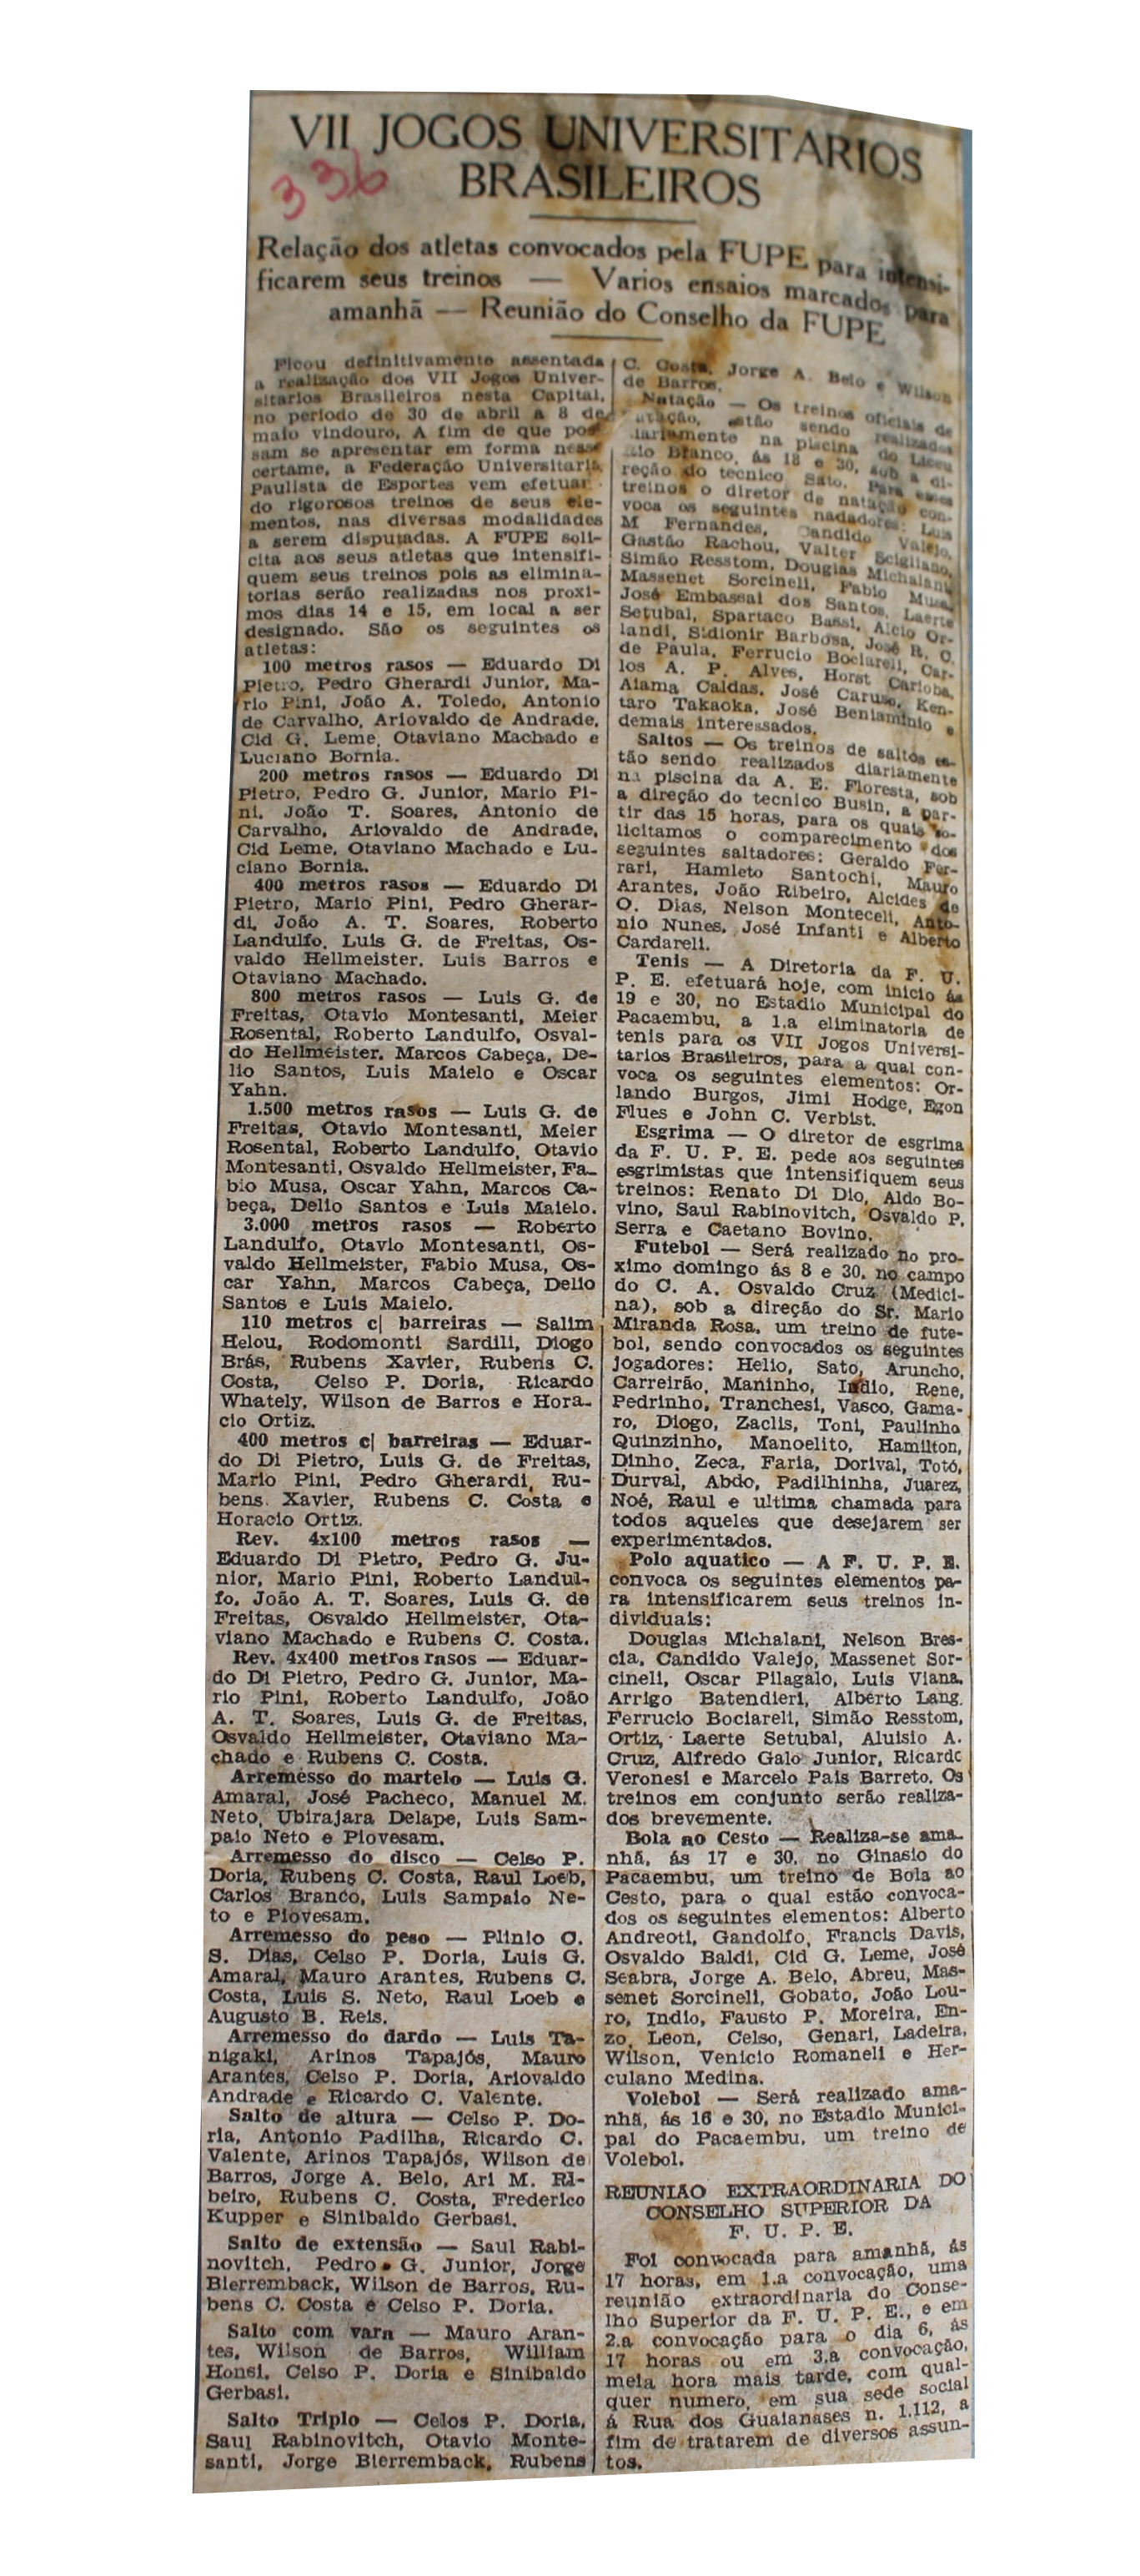 VII JOGOS UNIVERSITARIOS
BRASILEIROS
336
Relação dos atletas convocados pela FUPE para intensi-
ficarem seus treinos — Varios ensaios marcados para
amanhã — Reunião do Conselho da FUPE
Ficou definitivamente assentada
a realização dos VII Jogos Univer-
sitarios Brasileiros nesta Capital,
no periodo de 30 de abril a 8 de
maio vindouro. A fim de que pos
sam se apresentar em forma nesse
certame, a Federação Universitaria
Paulista de Esportes vem efetuan
do rigorosos treinos de seus ele-
mentos, nas diversas modalidades
a serem disputadas. A FUPE soli-
cita aos seus atletas que intensifi-
quem seus treinos pois as elimina-
torias serão realizadas nos proxi-
mos dias 14 e 15, em local a ser
designado. São os seguintes os
atletas:
100 metros rasos — Eduardo Di
Pietro, Pedro Gherardi Junior, Ma-
rio Pini, João A. Toledo, Antonio
de Carvalho, Ariovaldo de Andrade,
Cid G. Leme, Otaviano Machado e
Luciano Bornia.
200 metros rasos — Eduardo Di
Pietro, Pedro G. Junior, Mario Pi-
ni, João T. Soares, Antonio de
Carvalho, Ariovaldo de Andrade,
Cid Leme, Otaviano Machado e Lu-
ciano Bornia.
400 metros rasos — Eduardo Di
Pietro, Mario Pini, Pedro Gherar-
di, João A. T. Soares, Roberto
Landulfo, Luis G. de Freitas, Os-
valdo Hellmeister, Luis Barros e
Otaviano Machado.
800 metros rasos — Luis G. de
Freitas, Otavio Montesanti, Meier
Rosental, Roberto Landulfo, Osval-
do Hellmeister, Marcos Cabeça, De-
lio Santos, Luis Maielo e Oscar
Yahn.
1.500 metros rasos — Luis G. de
Freitas, Otavio Montesanti, Meier
Rosental, Roberto Landulfo, Otavio
Montesanti, Osvaldo Hellmeister, Fa-
bio Musa, Oscar Yahn, Marcos Ca-
beça, Delio Santos e Luis Maielo.
3.000 metros rasos — Roberto
Landulfo, Otavio Montesanti, Os-
valdo Hellmeister, Fabio Musa, Os-
car Yahn, Marcos Cabeça, Delio
Santos e Luis Maielo.
110 metros c| barreiras — Salim
Helou, Rodomonti Sardili, Diogo
Brás, Rubens Xavier, Rubens C.
Costa, Celso P. Doria, Ricardo
Whately, Wilson de Barros e Hora-
cio Ortiz.
400 metros c| barreiras — Eduar-
do Di Pietro, Luis G. de Freitas,
Mario Pini, Pedro Gherardi, Ru-
bens Xavier, Rubens C. Costa e
Horacio Ortiz.
Rev. 4x100 metros rasos —
Eduardo Di Pietro, Pedro G. Ju-
nior, Mario Pini, Roberto Landul-
fo, João A. T. Soares, Luis G. de
Freitas, Osvaldo Hellmeister, Ota-
viano Machado e Rubens C. Costa.
Rev. 4x400 metros rasos — Eduar-
do Di Pietro, Pedro G. Junior, Ma-
rio Pini, Roberto Landulfo, João
A. T. Soares, Luis G. de Freitas,
Osvaldo Hellmeister, Otaviano Ma-
chado e Rubens C. Costa.
Arremesso do martelo — Luis G.
Amaral, José Pacheco, Manuel M.
Neto, Ubirajara Delape, Luis Sam-
paio Neto e Piovesam.
Arremesso do disco — Celso P.
Doria, Rubens C. Costa, Raul Loeb,
Carlos Branco, Luis Sampaio Ne-
to e Piovesam.
Arremesso do peso — Plinio O.
S. Dias, Celso P. Doria, Luis G.
Amaral, Mauro Arantes, Rubens C.
Costa, Luis S. Neto, Raul Loeb e
Augusto B. Reis.
Arremesso do dardo — Luis Ta-
nigaki, Arinos Tapajós, Mauro
Arantes, Celso P. Doria, Ariovaldo
Andrade e Ricardo C. Valente.
Salto de altura — Celso P. Do-
ria, Antonio Padilha, Ricardo C.
Valente, Arinos Tapajós, Wilson de
Barros, Jorge A. Belo, Ari M. Ri-
beiro, Rubens C. Costa, Frederico
Kupper e Sinibaldo Gerbasi.
Salto de extensão — Saul Rabi-
novitch, Pedro G. Junior, Jorge
Bierremback, Wilson de Barros, Ru-
bens C. Costa e Celso P. Doria.
Salto com vara — Mauro Aran-
tes, Wilson de Barros, William
Honsi, Celso P. Doria e Sinibaldo
Gerbasi.
Salto Triplo — Celos P. Doria,
Saul Rabinovitch, Otavio Monte-
santi, Jorge Bierremback, Rubens
C. Costa, Jorge A. Belo e Wilson
de Barros.
Natação — Os treinos oficiais de
natação, estão sendo realizados
diariamente na piscina do Liceu
Rio Branco, ás 18 e 30, sob a di-
reção do tecnico Sato. Para esses
treinos o diretor de natação con-
voca os seguintes nadadores: Luis
M Fernandes, Candido Valejo,
Gastão Rachou, Valter Scigliano,
Simão Resstom, Douglas Michalani,
Massenet Sorcineli, Fabio Musa,
José Embassai dos Santos, Laerte
Setubal, Spartaco Bassi, Alcio Or-
landi, Sidionir Barbosa, José R. O.
de Paula, Ferrucio Bociareli, Car-
los A. P. Alves, Horst Carioba,
Alama Caldas, José Caruso, Ken-
taro Takaoka, José Beniaminio e
demais interessados.
Saltos — Os treinos de saltos es-
tão sendo realizados diariamente
na piscina da A. E. Floresta, sob
a direção do tecnico Busin, a par-
tir das 15 horas, para os quais so-
licitamos o comparecimento dos
seguintes saltadores: Geraldo Fer-
rari, Hamleto Santochi, Mauro
Arantes, João Ribeiro, Alcides de
O. Dias, Nelson Monteceli, Anto-
nio Nunes, José Infanti e Alberto
Cardareli.
Tenis — A Diretoria da F. U.
P. E. efetuará hoje, com inicio ás
19 e 30, no Estadio Municipal do
Pacaembu, a 1.a eliminatoria de
tenis para os VII Jogos Universi-
tarios Brasileiros, para a qual con-
voca os seguintes elementos: Or-
lando Burgos, Jimi Hodge, Egon
Flues e John C. Verbist.
Esgrima — O diretor de esgrima
da F. U. P. E. pede aos seguintes
esgrimistas que intensifiquem seus
treinos: Renato Di Dio, Aldo Bo-
vino, Saul Rabinovitch, Osvaldo P.
Serra e Caetano Bovino.
Futebol — Será realizado no pro-
ximo domingo ás 8 e 30, no campo
do C. A. Osvaldo Cruz (Medici-
na), sob a direção do Sr. Mario
Miranda Rosa, um treino de fute-
bol, sendo convocados os seguintes
jogadores: Helio, Sato, Aruncho,
Carreirão, Maninho, Indio, Rene,
Pedrinho, Tranchesi, Vasco, Gama-
ro, Diogo, Zaclis, Toni, Paulinho
Quinzinho, Manoelito, Hamilton,
Dinho, Zeca, Faria, Dorival, Totó,
Durval, Abdo, Padilhinha, Juarez,
Noé, Raul e ultima chamada para
todos aqueles que desejarem ser
experimentados.
Polo aquatico — A F. U. P. E.
convoca os seguintes elementos pa-
ra intensificarem seus treinos in-
dividuais:
Douglas Michalani, Nelson Bres-
cia, Candido Valejo, Massenet Sor-
cineli, Oscar Pilagalo, Luis Viana,
Arrigo Batendieri, Alberto Lang,
Ferrucio Bociareli, Simão Resstom,
Ortiz, Laerte Setubal, Aluisio A.
Cruz, Alfredo Galo Junior, Ricardo
Veronesi e Marcelo Pais Barreto. Os
treinos em conjunto serão realiza-
dos brevemente.
Bola ao Cesto — Realiza-se ama-
nhã, ás 17 e 30, no Ginasio do
Pacaembu, um treino de Bola ao
Cesto, para o qual estão convoca-
dos os seguintes elementos: Alberto
Andreoti, Gandolfo, Francis Davis,
Osvaldo Baldi, Cid G. Leme, José
Seabra, Jorge A. Belo, Abreu, Mas-
senet Sorcineli, Gobato, João Lou-
ro, Indio, Fausto P. Moreira, En-
zo, Leon, Celso, Genari, Ladeira,
Wilson, Venicio Romaneli e Her-
culano Medina.
Volebol — Será realizado ama-
nhã, ás 16 e 30, no Estadio Munici-
pal do Pacaembu, um treino de
Volebol.
REUNIÃO EXTRAORDINARIA DO
CONSELHO SUPERIOR DA
F. U. P. E.
Foi convocada para amanhã, ás
17 horas, em 1.a convocação, uma
reunião extraordinaria do Conse-
lho Superior da F. U. P. E., e em
2.a convocação para o dia 6, ás
17 horas ou em 3.a convocação,
meia hora mais tarde, com qual-
quer numero, em sua sede social
á Rua dos Guaianases n. 1.112, a
fim de tratarem de diversos assun-
tos.